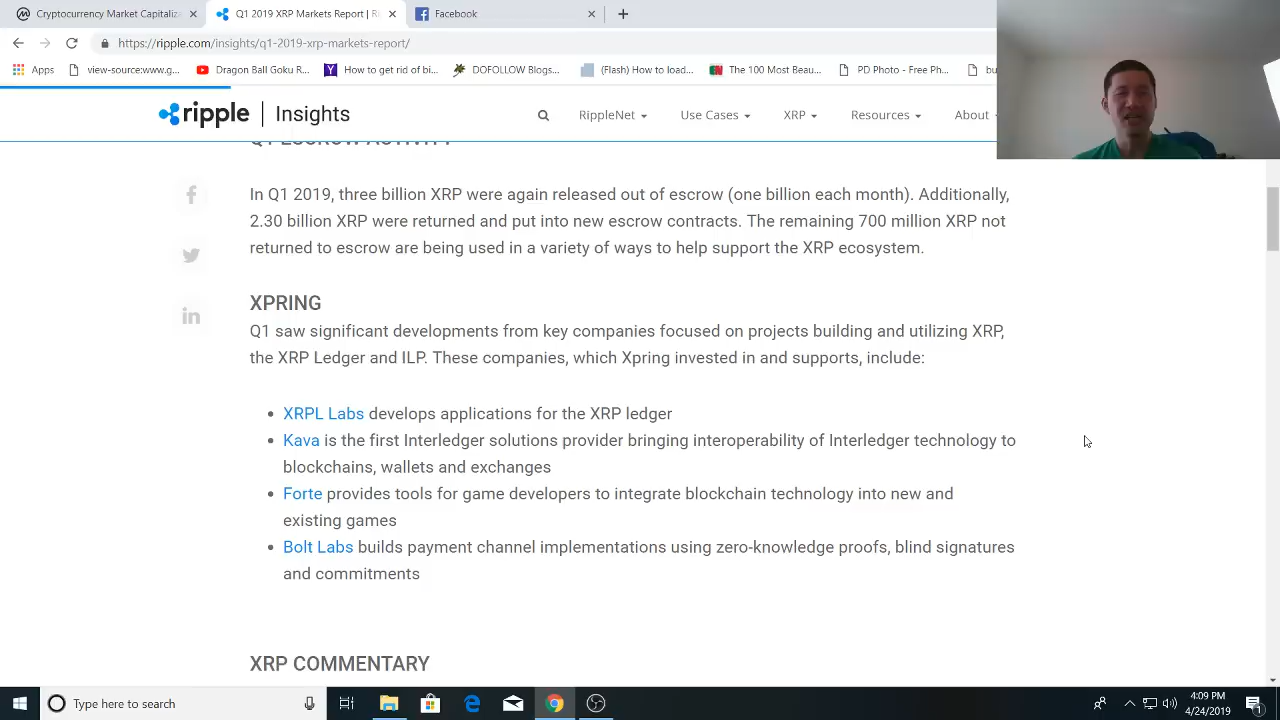 Cryptocurrency Market Capitaliz
Q1 2019 XRP Markets Report | Ri
Facebook
https://ripple.com/insights/q1-2019-xrp-markets-report/
Apps
view-source:www.g...
Dragon Ball Goku n...
How to get rid of bi...
DOFOLLOW Blogs...
(Flash) How to load...
The 100 Most Beau...
PD Photo - Free Ph...
bu
ripple | Insights
RippleNet
Use Cases
XRP
Resources
About
Q1 ESCROW ACTIVITY
In Q1 2019, three billion XRP were again released out of escrow (one billion each month). Additionally,
2.30 billion XRP were returned and put into new escrow contracts. The remaining 700 million XRP not
returned to escrow are being used in a variety of ways to help support the XRP ecosystem.
XPRING
Q1 saw significant developments from key companies focused on projects building and utilizing XRP,
the XRP Ledger and ILP. These companies, which Xpring invested in and supports, include:
XRPL Labs develops applications for the XRP ledger
Kava is the first Interledger solutions provider bringing interoperability of Interledger technology to
blockchains, wallets and exchanges
Forte provides tools for game developers to integrate blockchain technology into new and
existing games
Bolt Labs builds payment channel implementations using zero-knowledge proofs, blind signatures
and commitments
XRP COMMENTARY
Type here to search
4:09 PM
4/24/2019
1